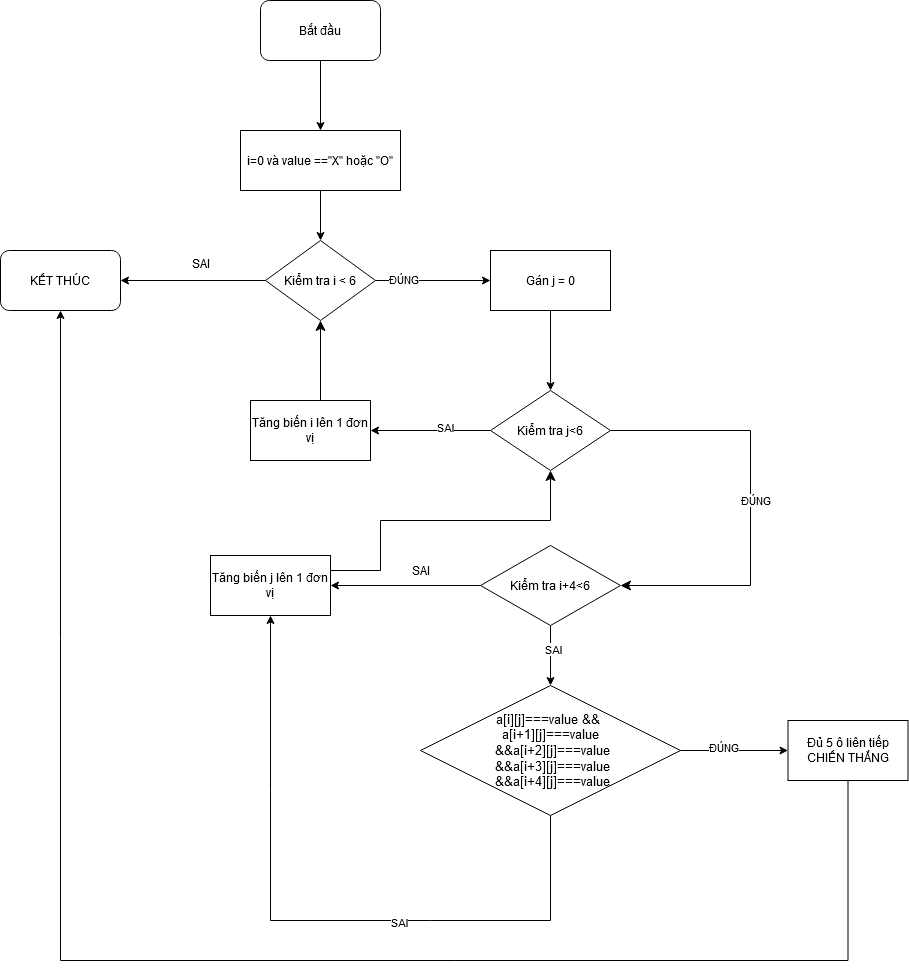 Bắt đầu
i=0 và value =="X" hoặc "O"
SAI
KẾT THÚC
Kiểm tra i < 6
ĐÚNG
Gán j = 0
Tăng biến i lên 1 đơn
vị
SAI
Kiểm tra j<6
ĐÚNG
Tăng biến j lên 1 đơn
vị
SAI
Kiểm tra i+4<6
SAI
a[i][j]===value &&
a[i+1][j]===value
&&a[i+2][j]===value
&&a[i+3][j]===value
&&a[i+4][j]===value
ĐÚNG
Đủ 5 ô liên tiếp
CHIẾN THẮNG
SAI